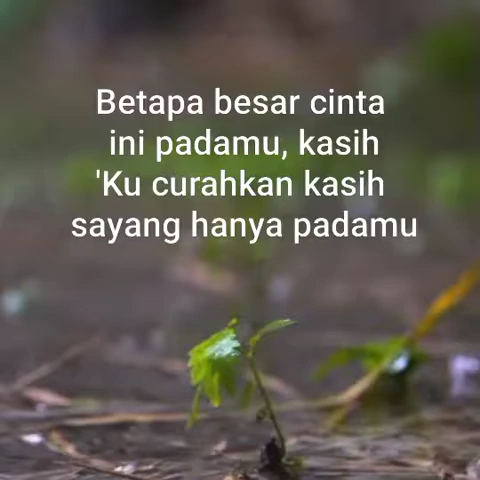 Betapa besar cinta
ini padamu, kasih
'Ku curahkan kasih
sayang hanya padamu